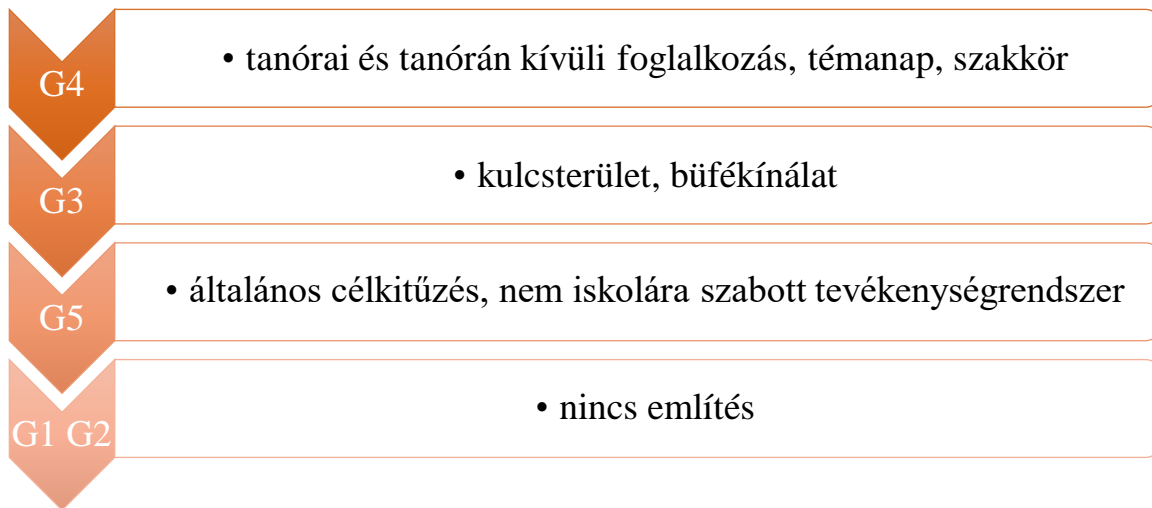 G4
• tanórai és tanórán kívüli foglalkozás, témanap, szakkör
G3
• kulcsterület, büfékínálat
G5
• általános célkitűzés, nem iskolára szabott tevékenységrendszer
G1 G2
• nincs említés